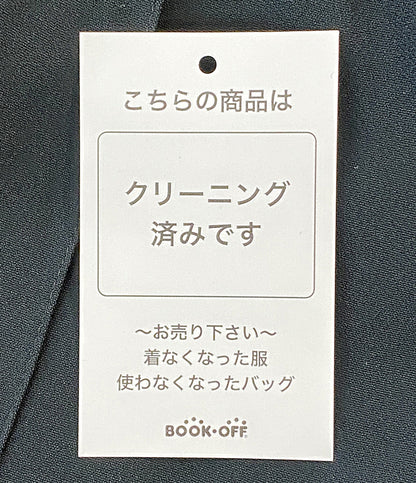 こちらの商品は
クリーニング
済みです
〜お売り下さい〜
着なくなった服
使わなくなったバッグ
BOOK・OFF